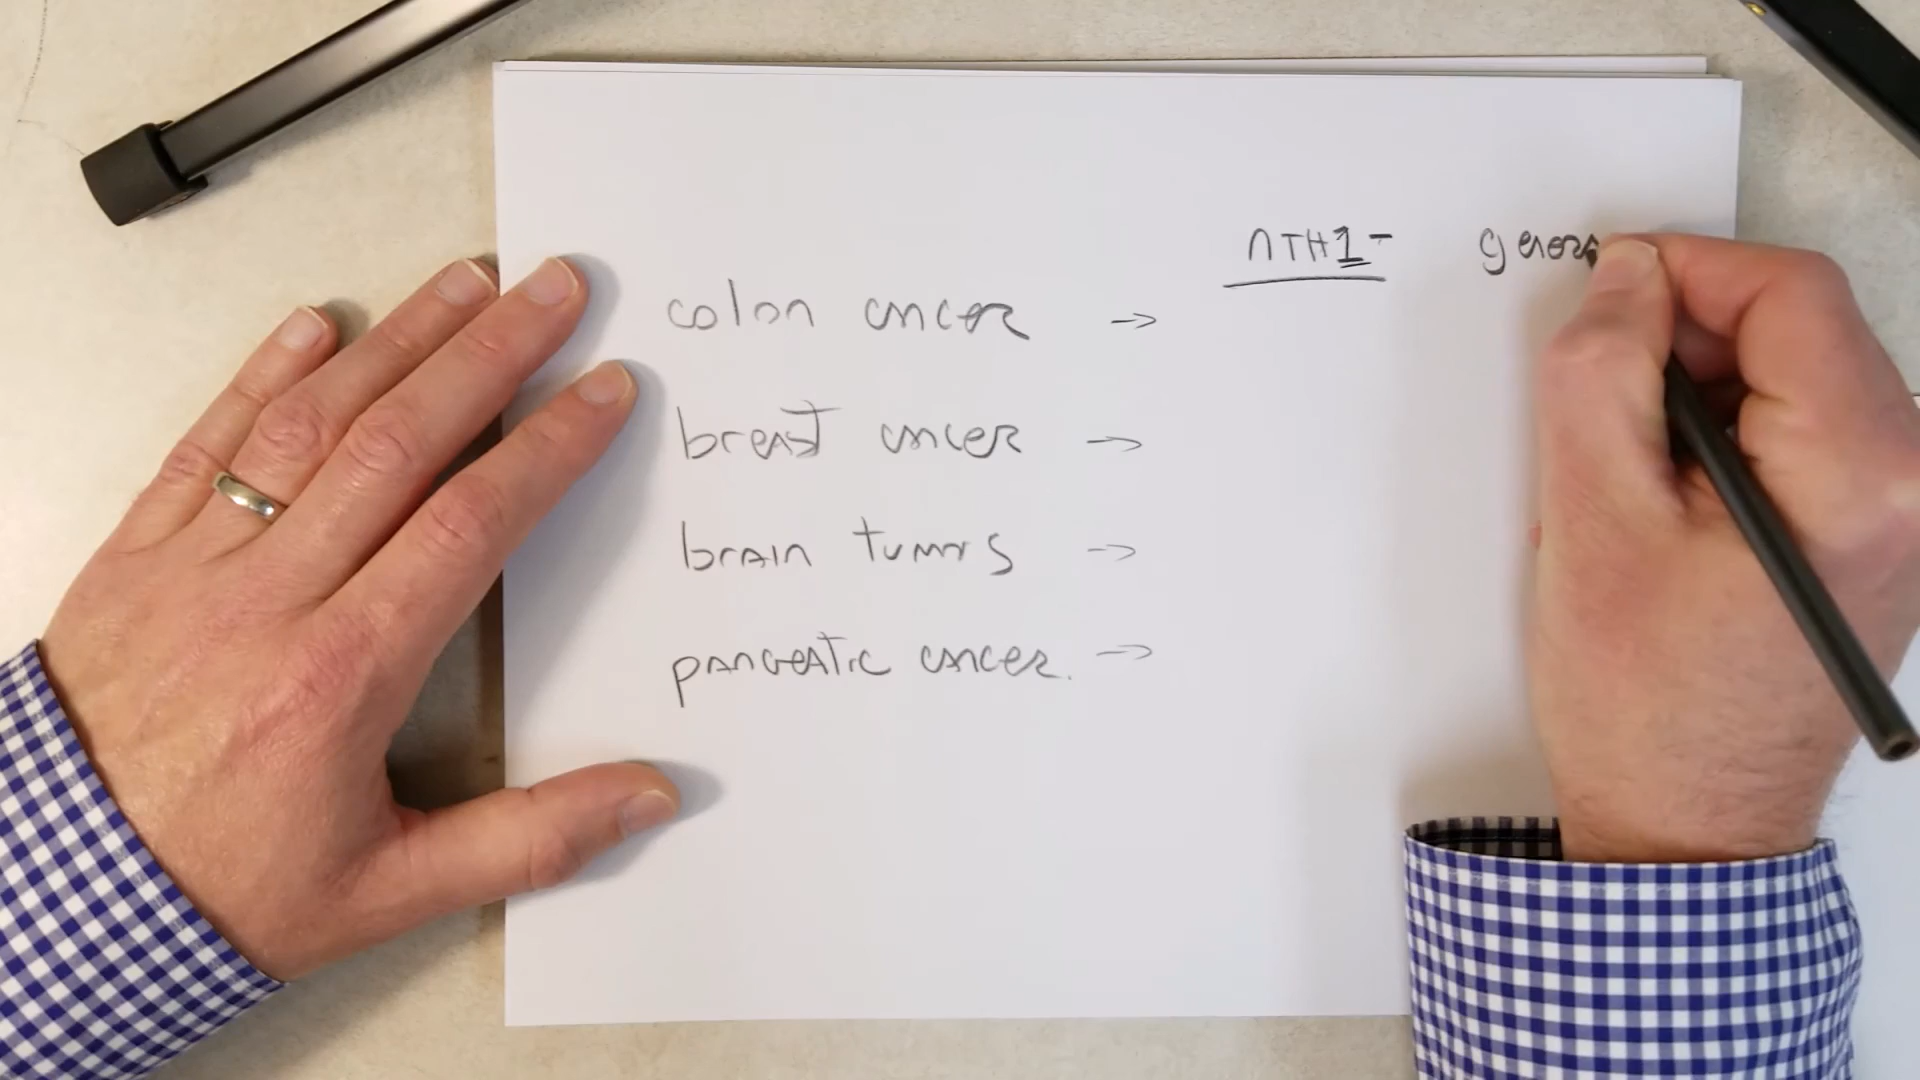 nTH1-
colon cancer →
breast cancer →
brain tumors →
pancreatic cancer. →